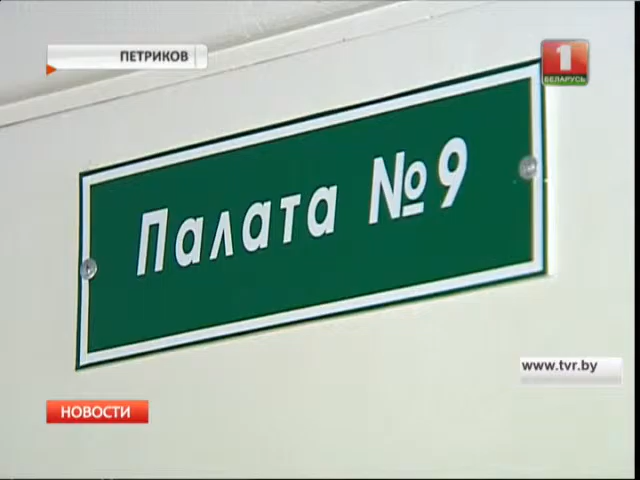 ПЕТРИКОВ
1
БЕЛАРУСЬ
Палата №9
www.tvr.by
НОВОСТИ